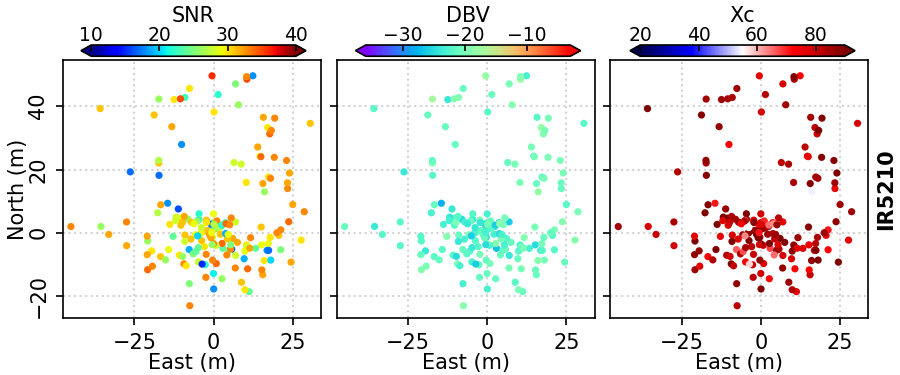 SNR DBV Xc
10 20 30 40 −30 −20 −10 20 40 60 80
40
20
0
−20
North (m)
IR5210
−25 0 25 −25 0 25 −25 0 25
East (m) East (m) East (m)